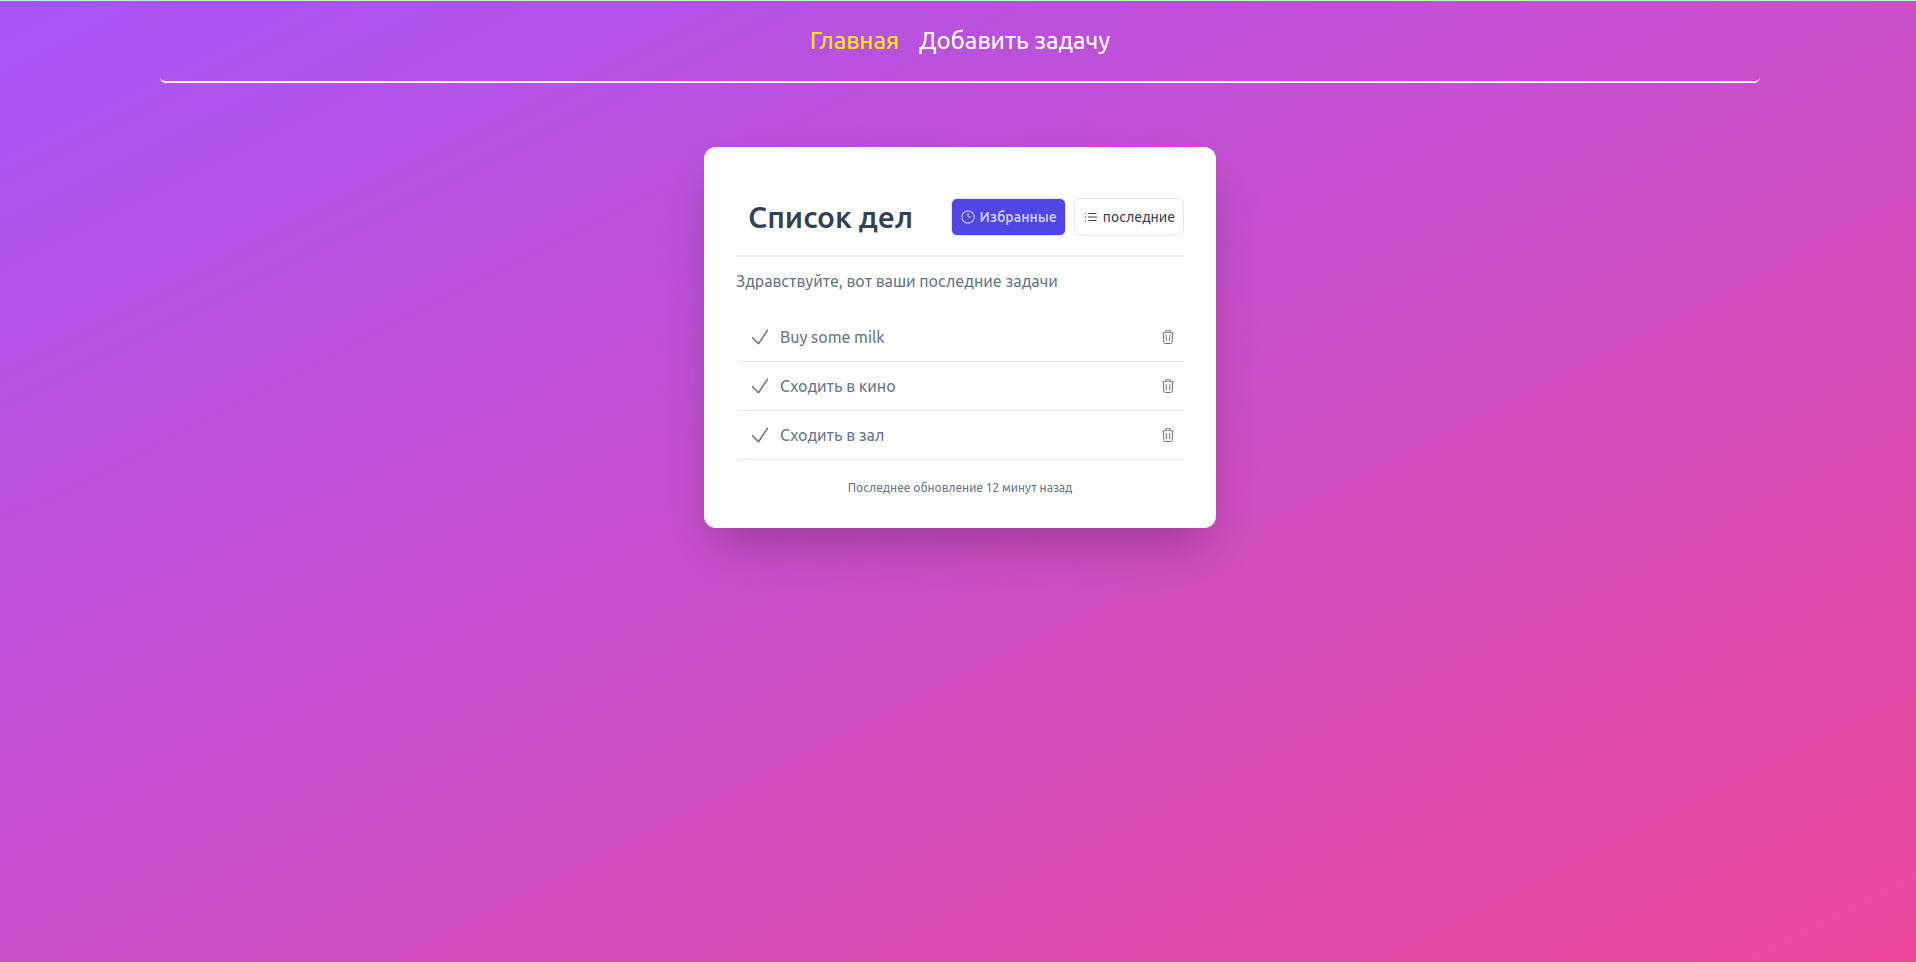 Главная Добавить задачу
Список дел Избранные последние
Здравствуйте, вот ваши последние задачи
Buy some milk
Сходить в кино
Сходить в зал
Последнее обновление 12 минут назад